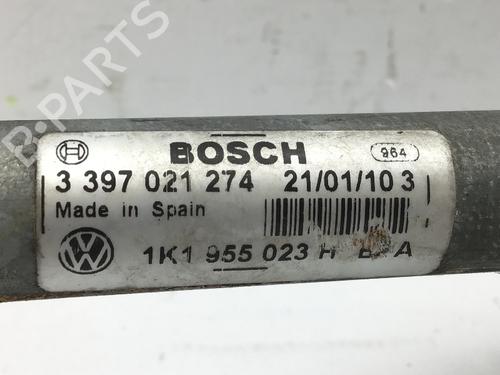 B-PARTS
BOSCH 964
3 397 021 274 21/01/10 3
Made in Spain
1K1 955 023 H